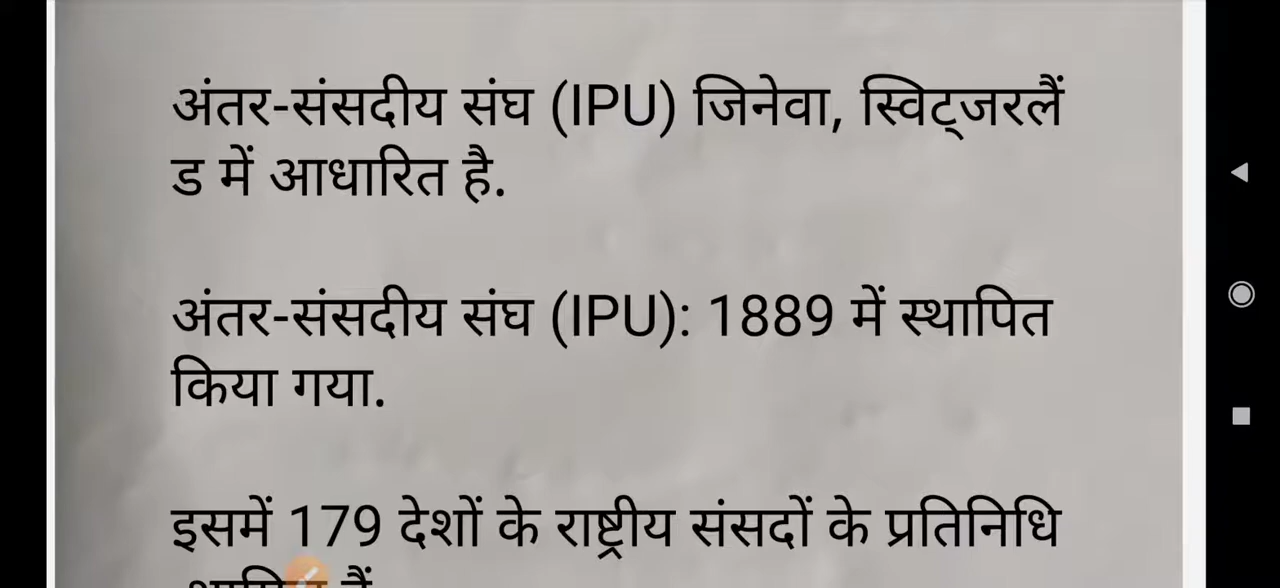 अंतर-संसदीय संघ (IPU) जिनेवा, स्विट्जरलैं
ड में आधारित है.
अंतर-संसदीय संघ (IPU): 1889 में स्थापित
किया गया.
इसमें 179 देशों के राष्ट्रीय संसदों के प्रतिनिधि
हैं